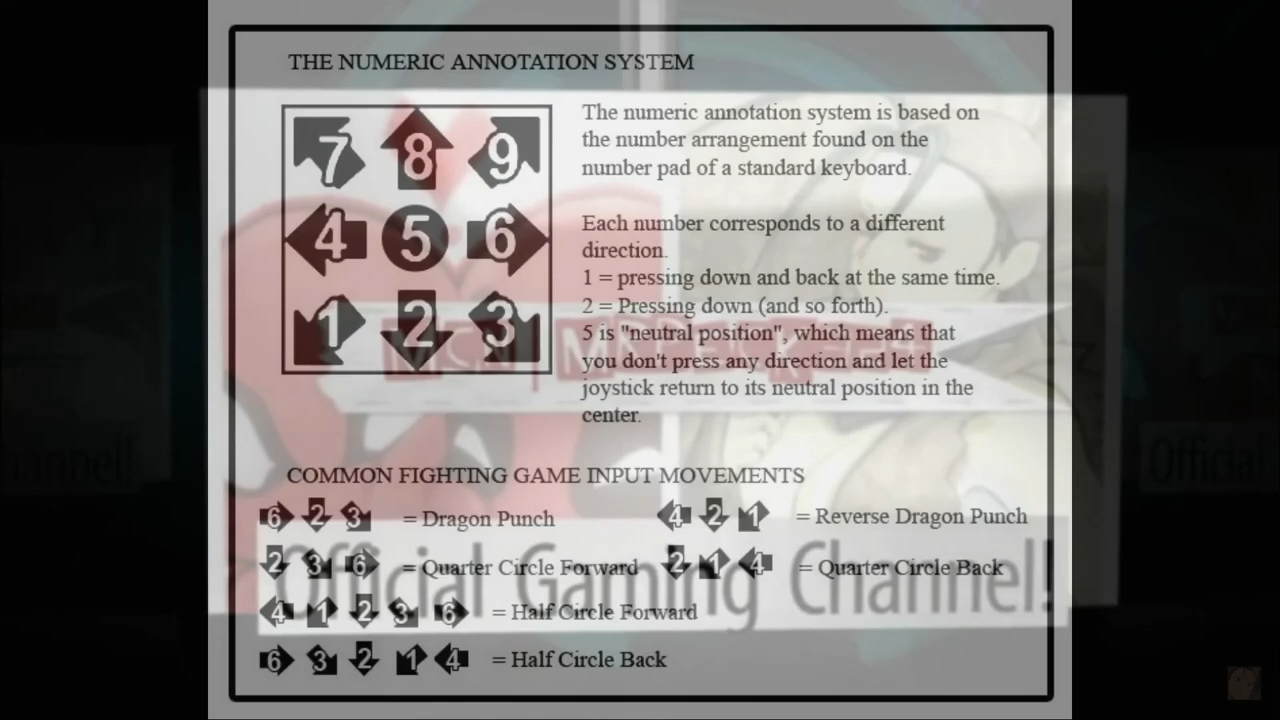 THE NUMERIC ANNOTATION SYSTEM
7 8 9
4 5 6
1 2 3
The numeric annotation system is based on
the number arrangement found on the
number pad of a standard keyboard.
Each number corresponds to a different
direction.
1 = pressing down and back at the same time.
2 = Pressing down (and so forth).
5 is "neutral position", which means that
you don't press any direction and let the
joystick return to its neutral position in the
center.
COMMON FIGHTING GAME INPUT MOVEMENTS
6 2 3 = Dragon Punch
4 2 1 = Reverse Dragon Punch
2 3 6 = Quarter Circle Forward
2 1 4 = Quarter Circle Back
4 1 2 3 6 = Half Circle Forward
6 3 2 1 4 = Half Circle Back
Official Gaming Channel!
hannel!
Official